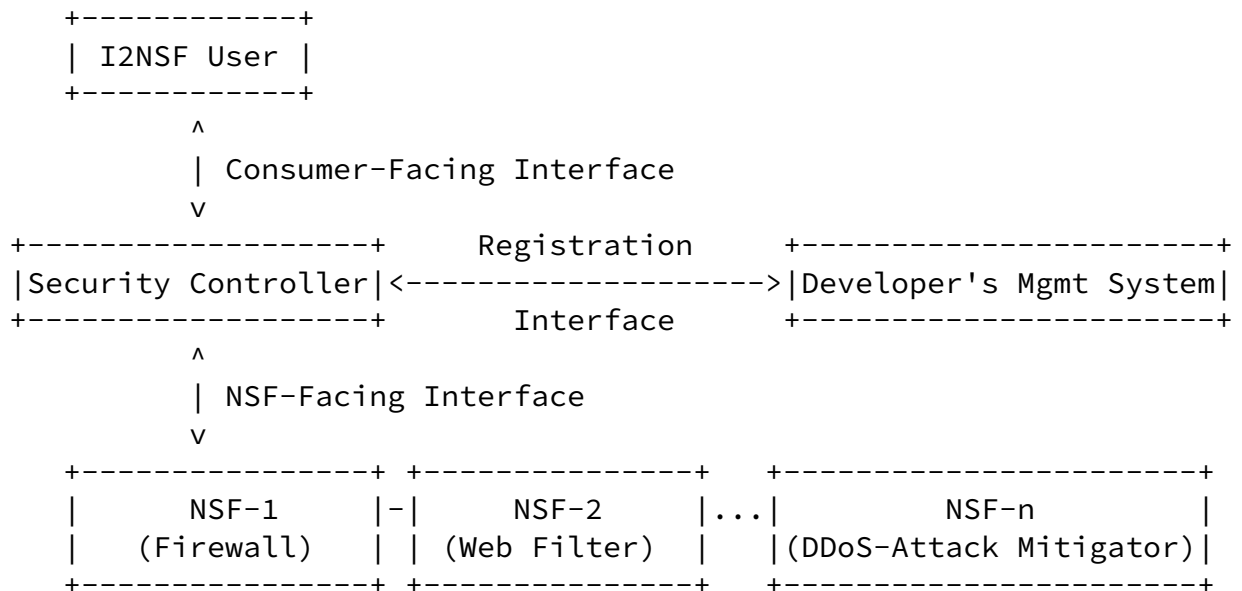 +------------+
| I2NSF User |
+------------+
^
| Consumer-Facing Interface
v
+-------------------+     Registration     +-----------------------+
|Security Controller|<-------------------->|Developer's Mgmt System|
+-------------------+       Interface      +-----------------------+
^
| NSF-Facing Interface
v
+----------------+ +---------------+   +-----------------------+
|      NSF-1     |-|     NSF-2     |...|         NSF-n         |
|   (Firewall)   | | (Web Filter)  |   |(DDoS-Attack Mitigator)|
+----------------+ +---------------+   +-----------------------+